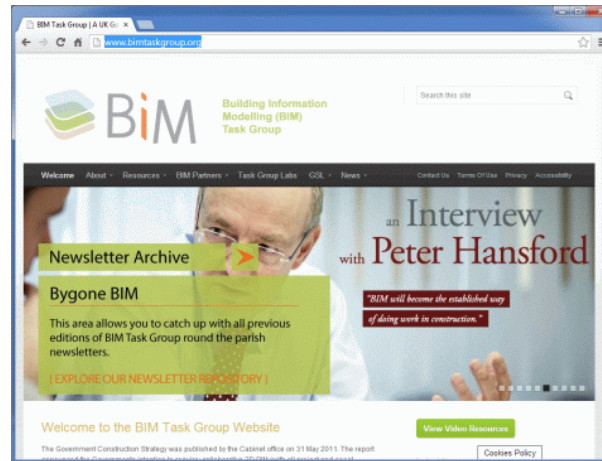 BIM Task Group | A UK Go
www.bimtaskgroup.org
BiM
Building Information
Modelling (BiM)
Task Group
Search this site
Welcome About Resources BIM Partners Task Group Labs GSL News Contact Us Terms Of Use Privacy Accessibility
an Interview
with Peter Hansford
"BIM will become the established way
of doing work in construction."
Newsletter Archive
Bygone BIM
This area allows you to catch up with all previous
editions of BIM Task Group round the parish
newsletters.
[ EXPLORE OUR NEWSLETTER REPOSITORY ]
Welcome to the BIM Task Group Website
View Video Resources
The Government Construction Strategy was published by the Cabinet office on 31 May 2011. The report
Cookies Policy